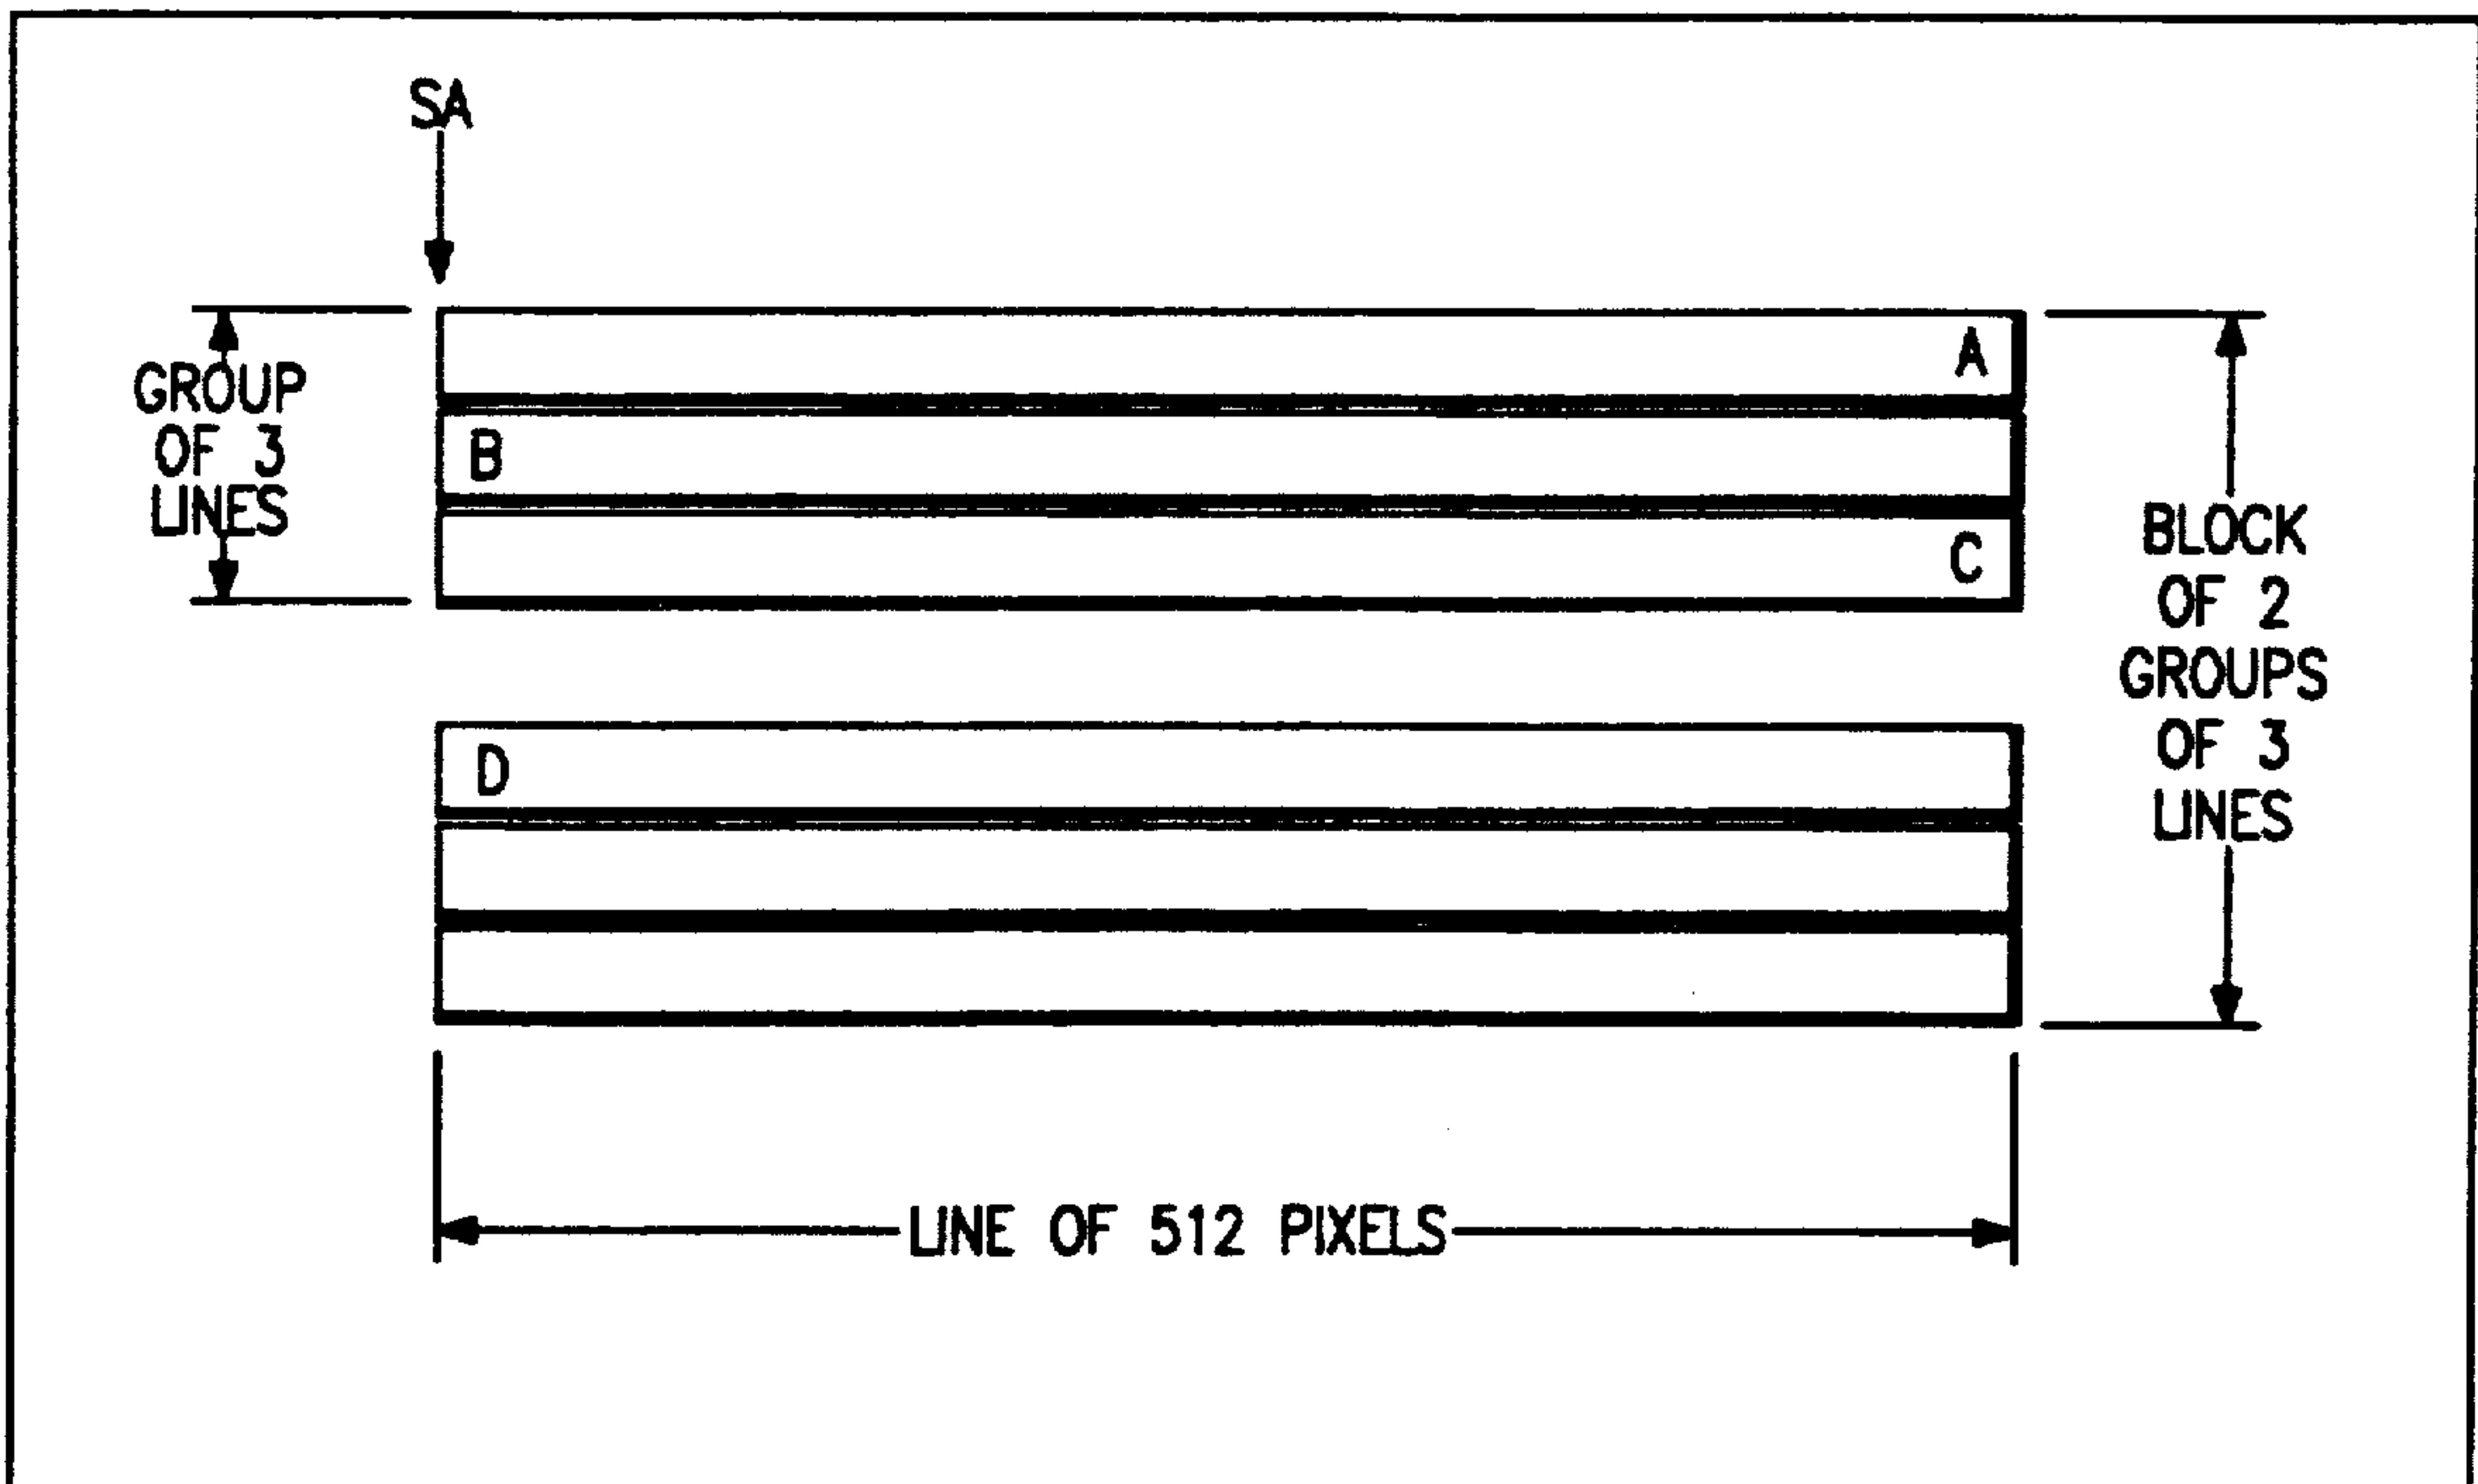 SA
GROUP
OF 3
LINES
A
B
C
D
BLOCK
OF 2
GROUPS
OF 3
LINES
LINE OF 512 PIXELS